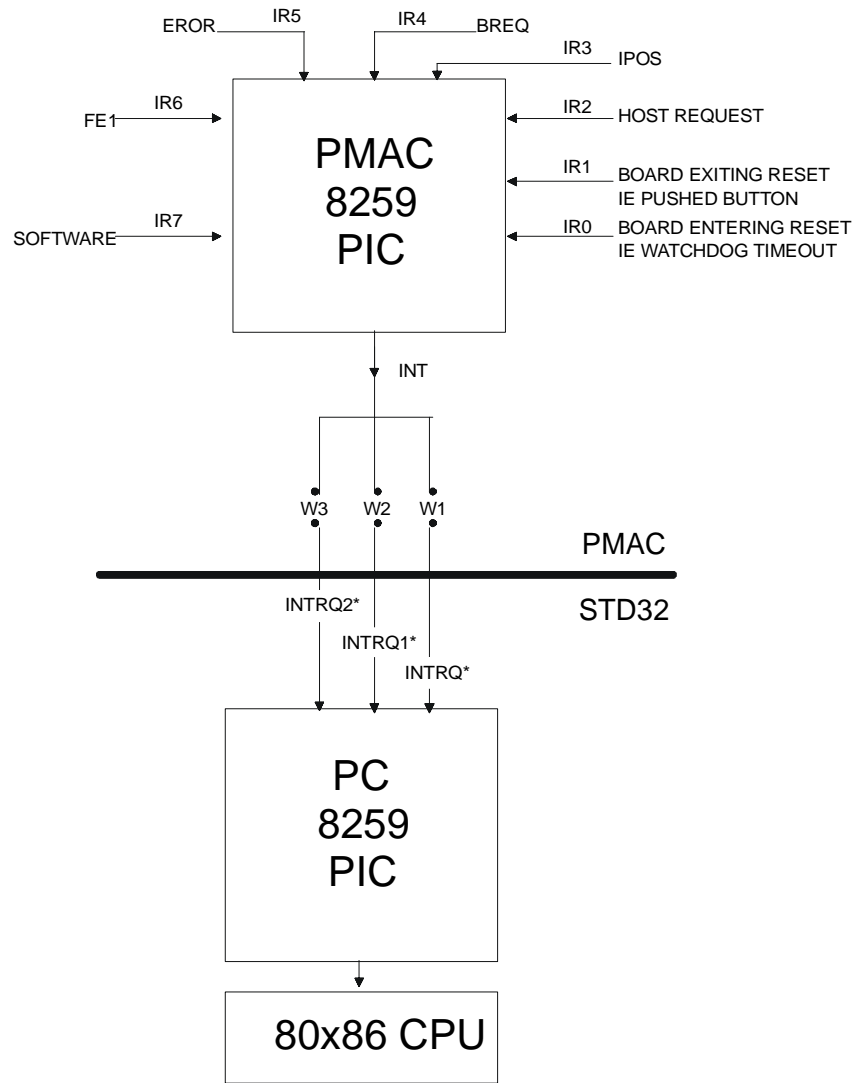 IR5
IR4
EROR
BREQ
IR3
IPOS
IR6
FE1
PMAC
8259
PIC
IR2
HOST REQUEST
IR1
BOARD EXITING RESET
IE PUSHED BUTTON
IR7
SOFTWARE
IR0
BOARD ENTERING RESET
IE WATCHDOG TIMEOUT
INT
W3
W2
W1
PMAC
STD32
INTRQ2*
INTRQ1*
INTRQ*
PC
8259
PIC
80x86 CPU